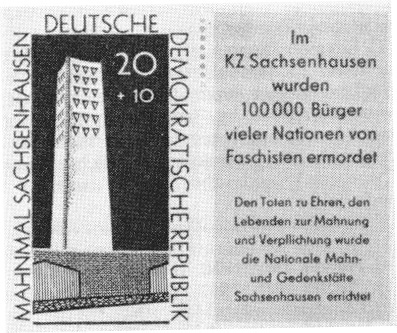 DEUTSCHE
DEMOKRATISCHE REPUBLIK
MAHNMAL SACHSENHAUSEN
20
+ 10
Im
KZ Sachsenhausen
wurden
100 000 Bürger
vieler Nationen von
Faschisten ermordet
Den Toten zu Ehren, den
Lebenden zur Mahnung
und Verpflichtung wurde
die Nationale Mahn-
und Gedenkstätte
Sachsenhausen errichtet